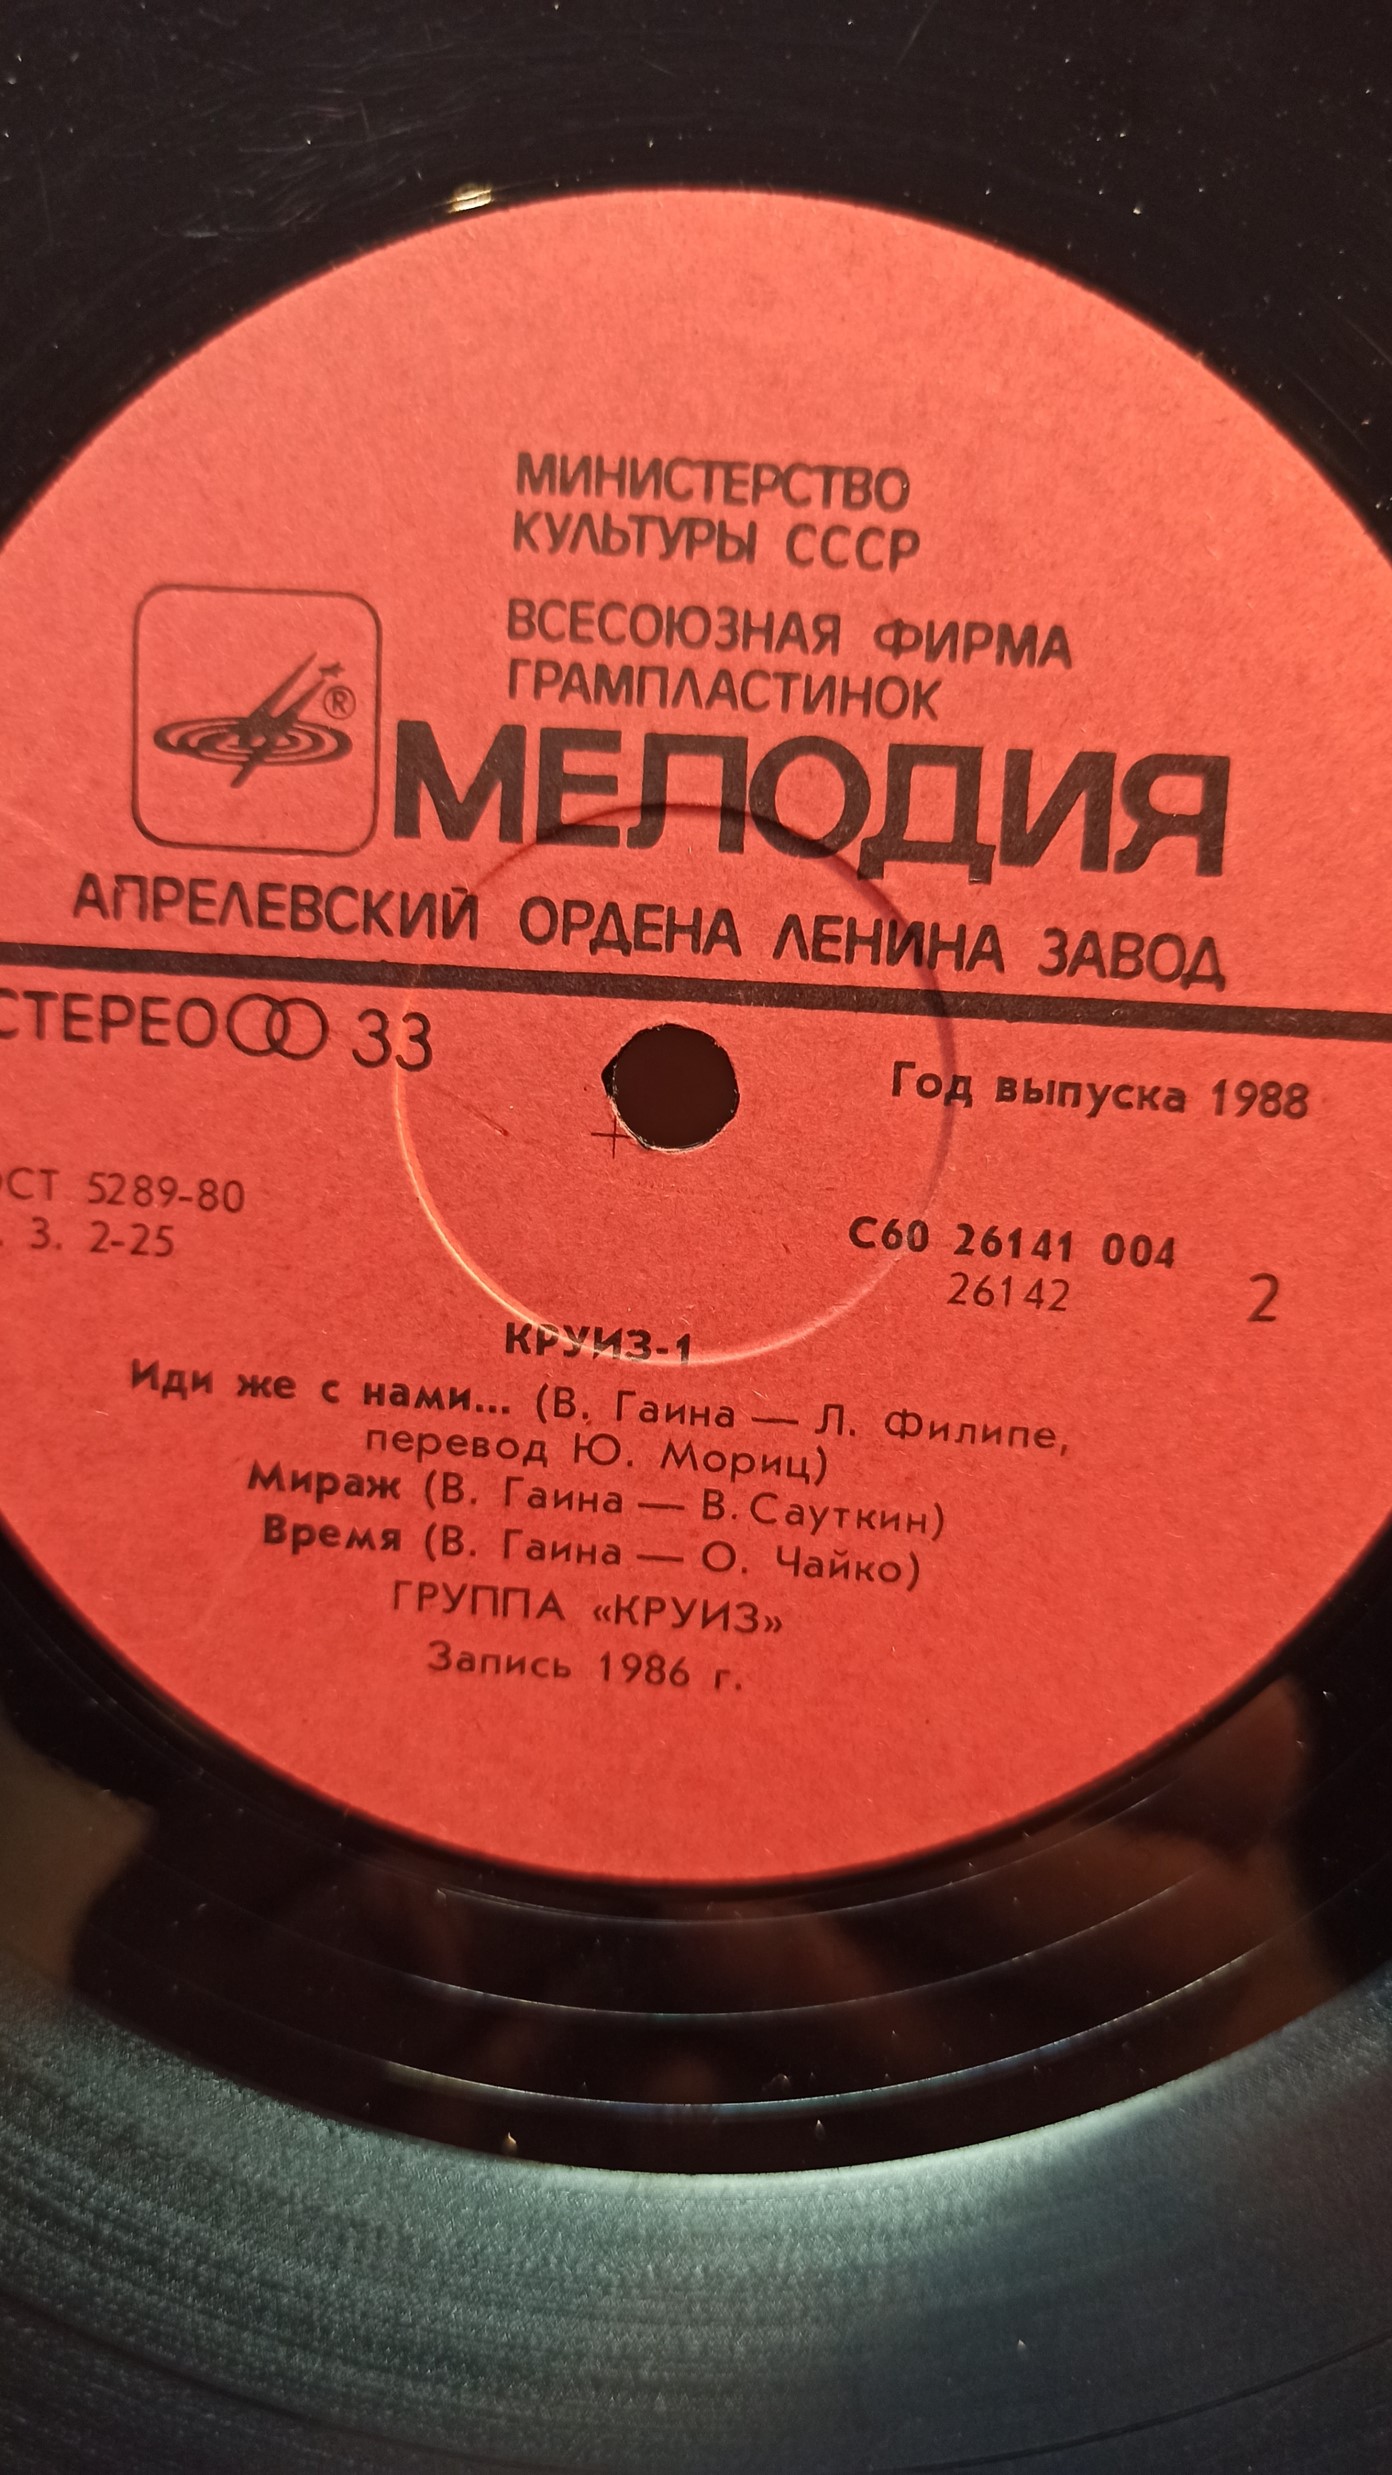 МИНИСТЕРСТВО
КУЛЬТУРЫ СССР
ВСЕСОЮЗНАЯ ФИРМА
ГРАМПЛАСТИНОК
®
МЕЛОДИЯ
АПРЕЛЕВСКИЙ ОРДЕНА ЛЕНИНА ЗАВОД
СТЕРЕО 33
Год выпуска 1988
ОСТ 5289-80
. З. 2-25
С60 26141 004
26142
2
КРУИЗ-1
Иди же с нами... (В. Гаина — Л. Филипе,
перевод Ю. Мориц)
Мираж (В. Гаина — В. Сауткин)
Время (В. Гаина — О. Чайко)
ГРУППА «КРУИЗ»
Запись 1986 г.